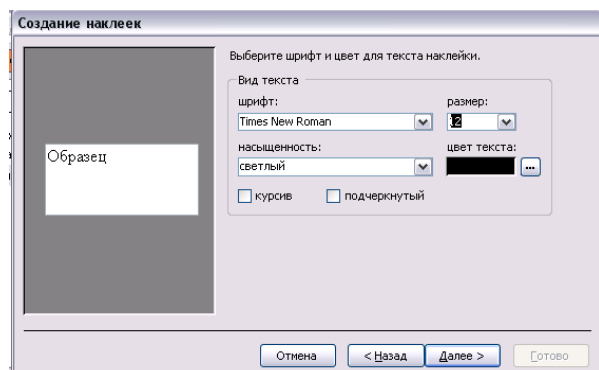 Создание наклеек
Выберите шрифт и цвет для текста наклейки.
Вид текста
шрифт:
размер:
Times New Roman
12
насыщенность:
цвет текста:
светлый
...
курсив
подчеркнутый
Образец
Отмена
< Назад
Далее >
Готово